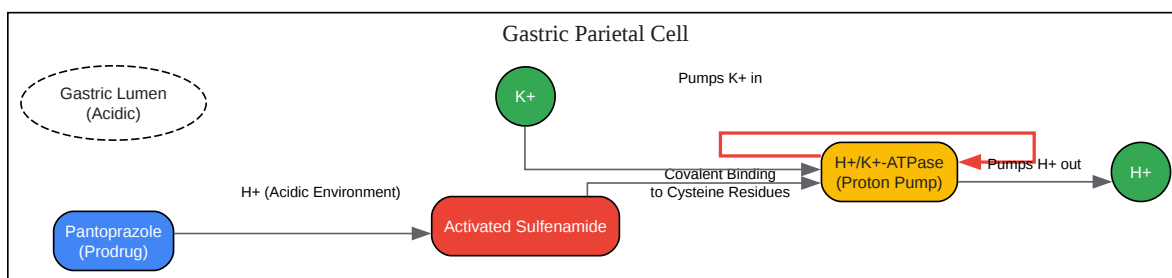 Gastric Parietal Cell
Gastric Lumen
(Acidic)
K+
Pumps K+ in
H+/K+-ATPase
(Proton Pump)
Pumps H+ out
H+
Covalent Binding
to Cysteine Residues
H+ (Acidic Environment)
Activated Sulfenamide
Pantoprazole
(Prodrug)